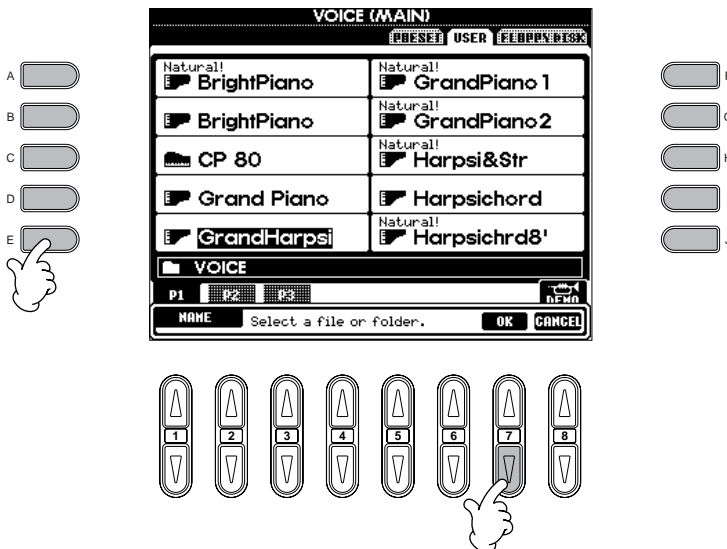 VOICE (MAIN)
PRESET USER FLOPPY DISK
A
B
C
D
E
Natural!
BrightPiano
BrightPiano
CP 80
Grand Piano
GrandHarpsi
Natural!
GrandPiano1
Natural!
GrandPiano2
Natural!
Harpsi&Str
Harpsichord
Natural!
Harpsichrd8'
VOICE
P1 P2 P3
DEMO
NAME Select a file or folder. OK CANCEL
1 2 3 4 5 6 7 8